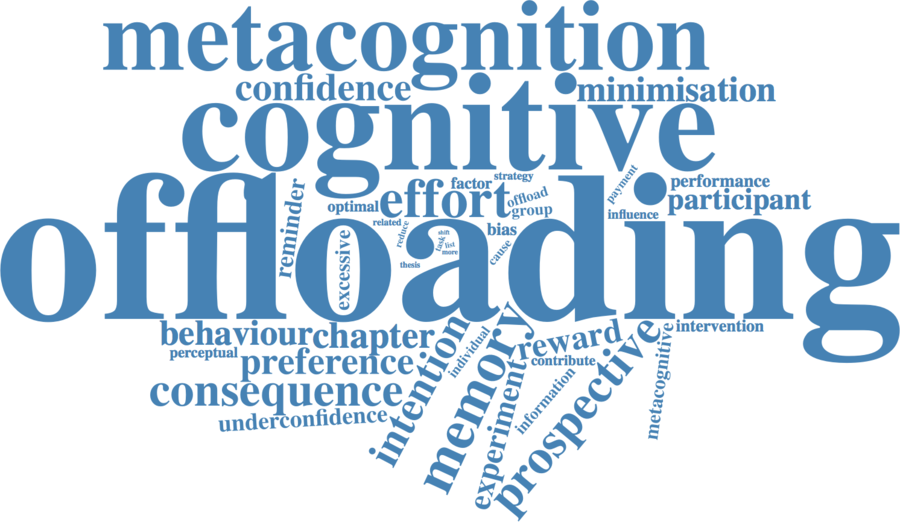 metacognition
confidence
minimisation
cognitive
strategy
factor
payment
performance
effort
offload
participant
optimal
group
influence
reminder
related
reduce
bias
shift
task
list
more
excessive
cause
thesis
offloading
behaviour
chapter
intervention
perceptual
preference
intention
individual
memory
reward
contribute
prospective
metacognitive
consequence
information
experiment
underconfidence